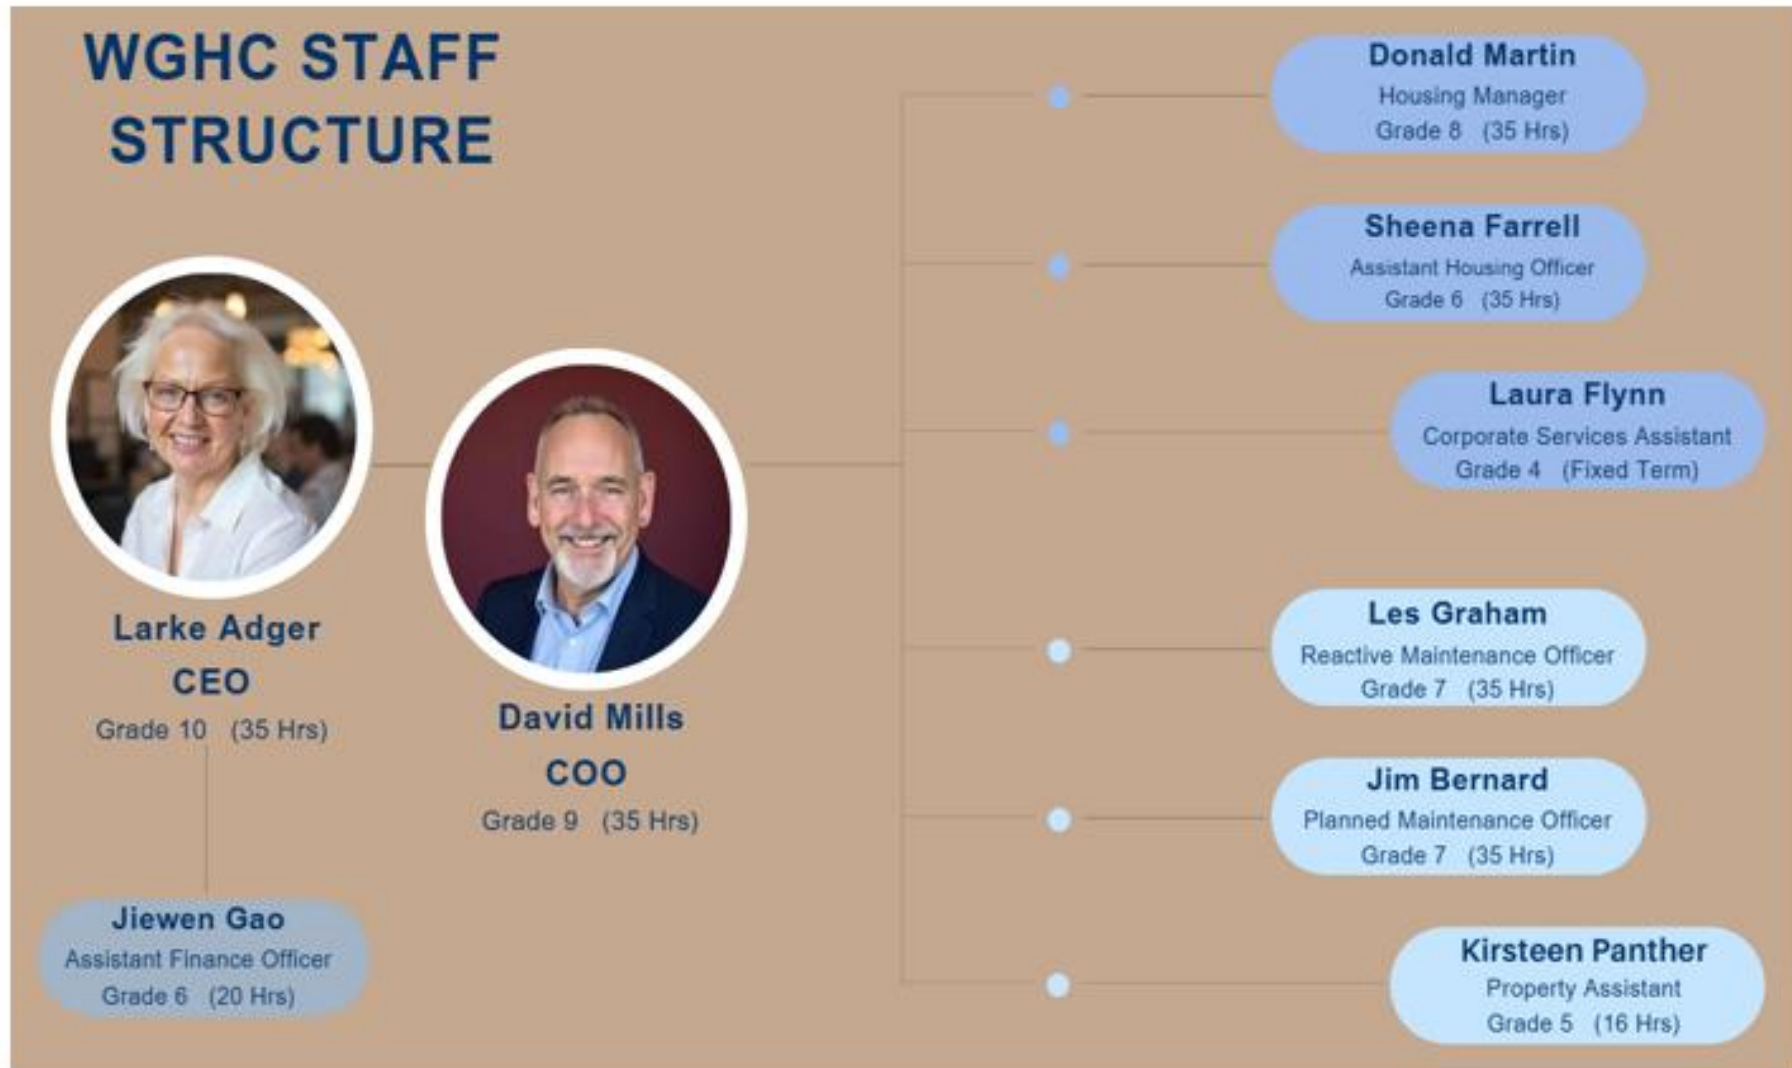 WGHC STAFF
STRUCTURE
Larke Adger
CEO
Grade 10 (35 Hrs)
Jiewen Gao
Assistant Finance Officer
Grade 6 (20 Hrs)
David Mills
COO
Grade 9 (35 Hrs)
Donald Martin
Housing Manager
Grade 8 (35 Hrs)
Sheena Farrell
Assistant Housing Officer
Grade 6 (35 Hrs)
Laura Flynn
Corporate Services Assistant
Grade 4 (Fixed Term)
Les Graham
Reactive Maintenance Officer
Grade 7 (35 Hrs)
Jim Bernard
Planned Maintenance Officer
Grade 7 (35 Hrs)
Kirsteen Panther
Property Assistant
Grade 5 (16 Hrs)